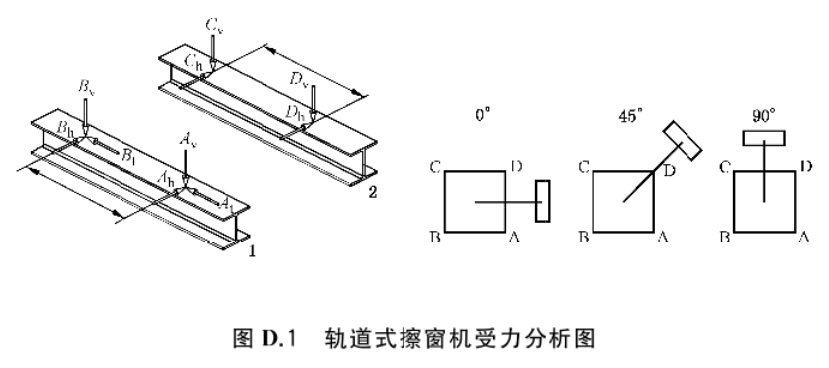 C_v
C_h
D_v
D_h
B_v
B_h
B_l
A_v
A_h
A_l
1
2
0°
45°
90°
C D
B A
C D
B A
C D
B A
图 D.1 轨道式擦窗机受力分析图